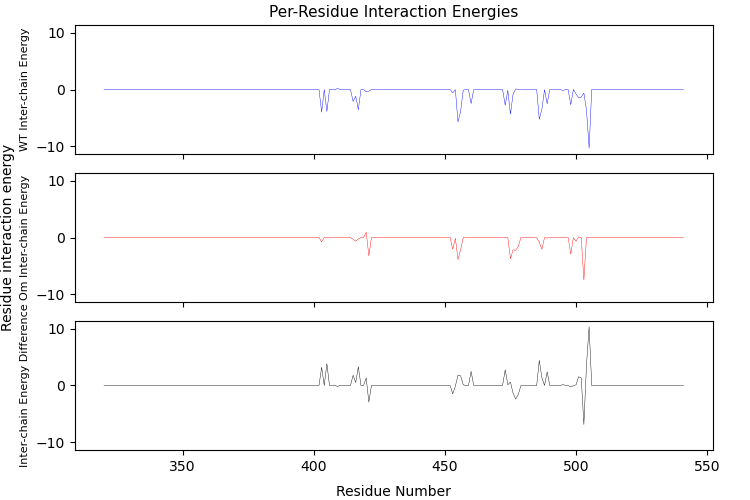 Per-Residue Interaction Energies
Residue interaction energy
WT Inter-chain Energy
10
0
−10
Om Inter-chain Energy
10
0
−10
Inter-chain Energy Difference
10
0
−10
350
400
450
500
550
Residue Number